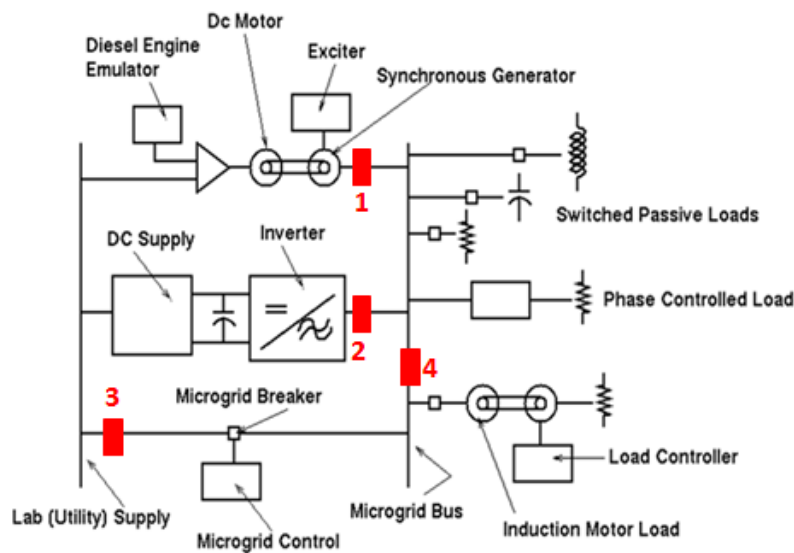 Dc Motor
Diesel Engine
Emulator
Exciter
Synchronous Generator
1
Switched Passive Loads
DC Supply
Inverter
Phase Controlled Load
2
4
3
Microgrid Breaker
Load Controller
Lab (Utility) Supply
Microgrid Bus
Induction Motor Load
Microgrid Control